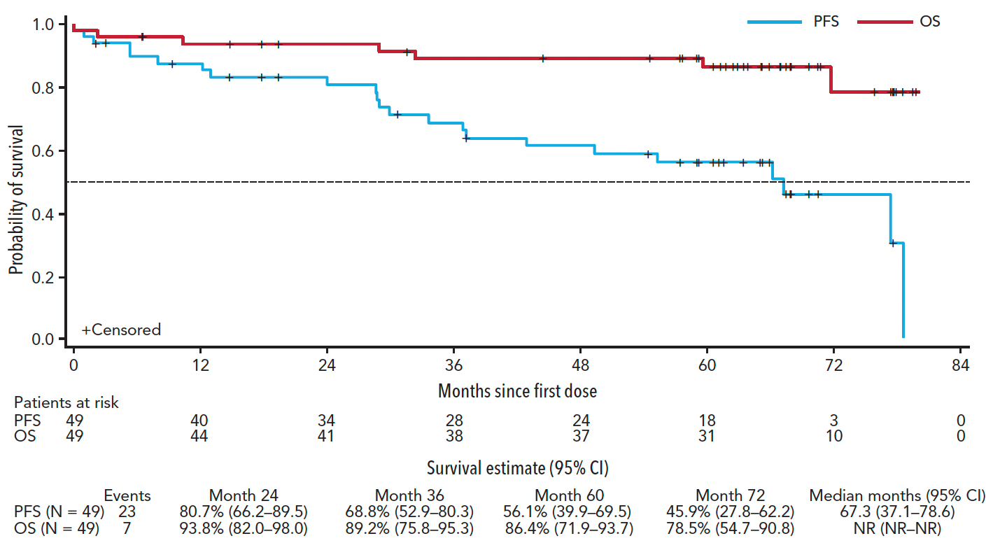 PFS OS
1.0
0.8
0.6
0.4
0.2
0.0
Probability of survival
+Censored
0 12 24 36 48 60 72 84
Months since first dose
Patients at risk
PFS 49 40 34 28 24 18 3 0
OS 49 44 41 38 37 31 10 0
Survival estimate (95% CI)
Events Month 24 Month 36 Month 60 Month 72 Median months (95% CI)
PFS (N = 49) 23 80.7% (66.2–89.5) 68.8% (52.9–80.3) 56.1% (39.9–69.5) 45.9% (27.8–62.2) 67.3 (37.1–78.6)
OS (N = 49) 7 93.8% (82.0–98.0) 89.2% (75.8–95.3) 86.4% (71.9–93.7) 78.5% (54.7–90.8) NR (NR–NR)